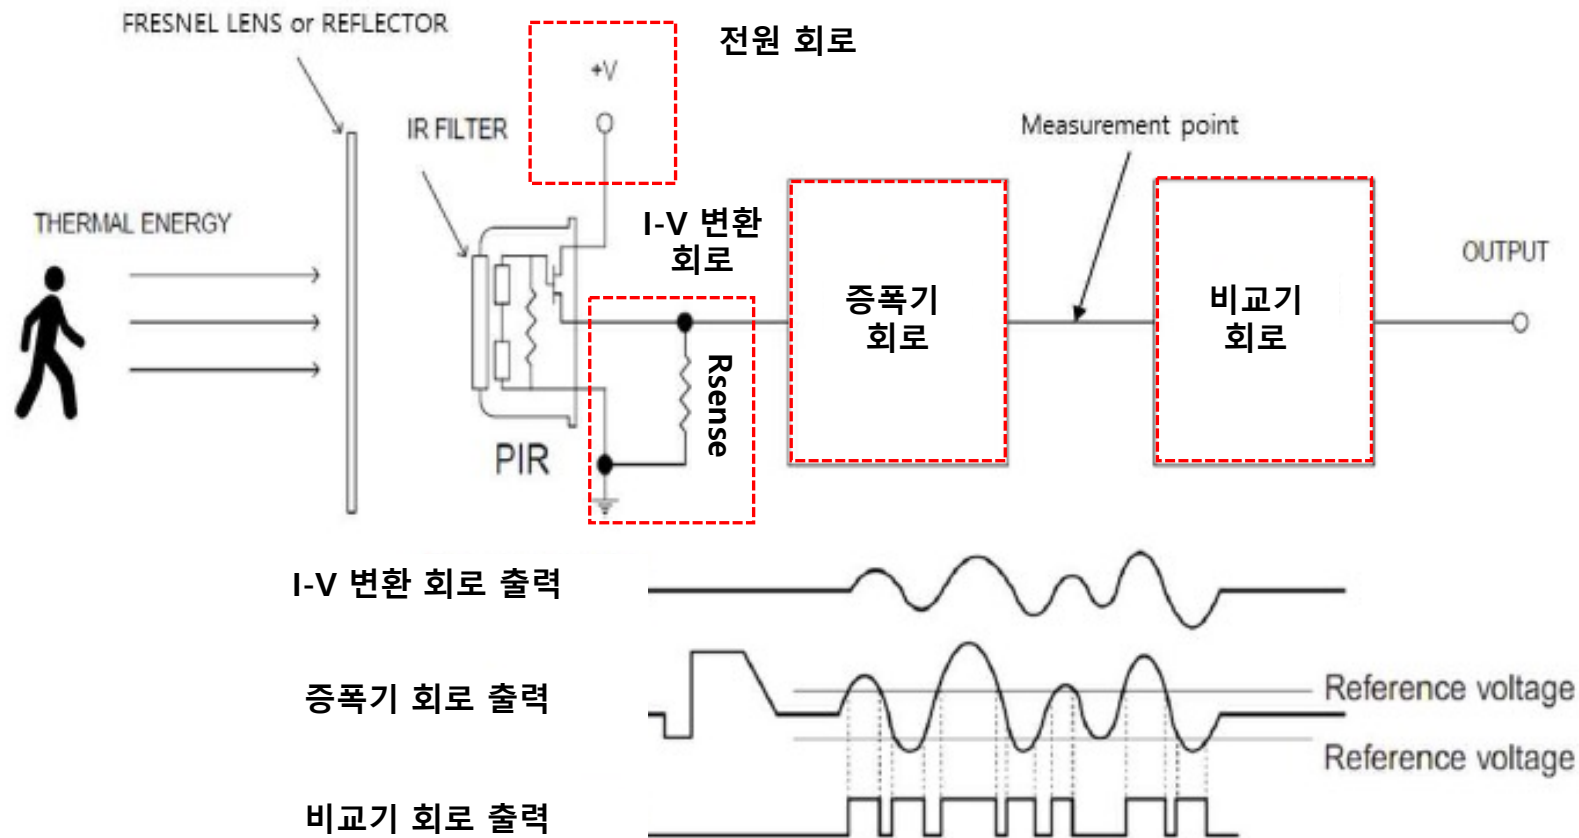 FRESNEL LENS or REFLECTOR
전원 회로
+V
IR FILTER
Measurement point
THERMAL ENERGY
I-V 변환
회로
OUTPUT
증폭기
회로
비교기
회로
Rsense
PIR
I-V 변환 회로 출력
증폭기 회로 출력
Reference voltage
Reference voltage
비교기 회로 출력